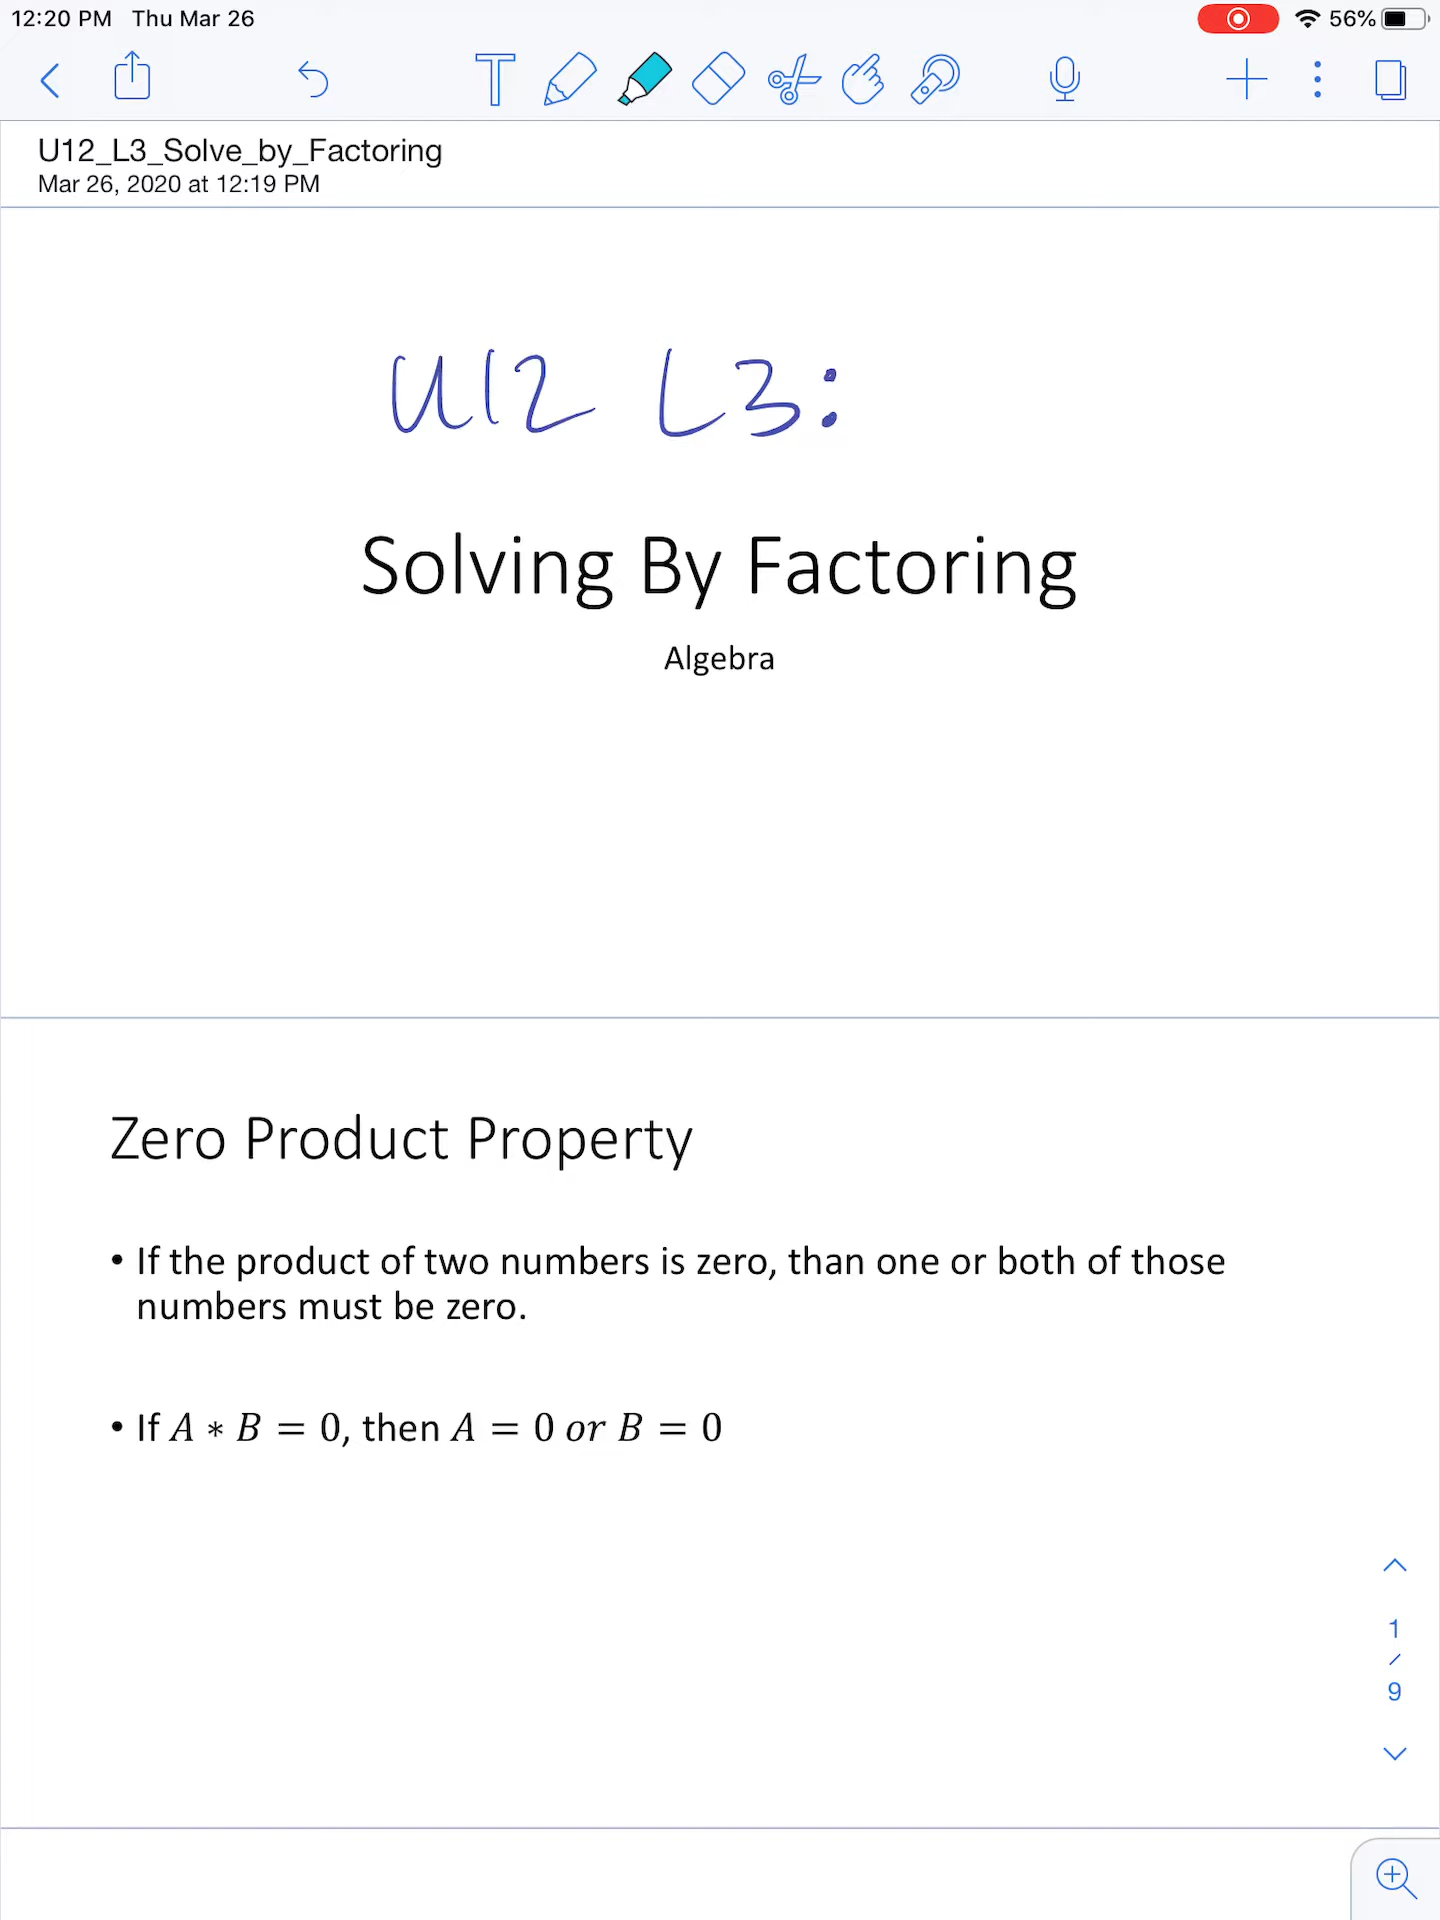 12:20 PM Thu Mar 26
56%
T
U12_L3_Solve_by_Factoring
Mar 26, 2020 at 12:19 PM
U12 L3:
Solving By Factoring
Algebra
Zero Product Property
• If the product of two numbers is zero, than one or both of those
numbers must be zero.
• If A ∗ B = 0, then A = 0 or B = 0
1
/
9